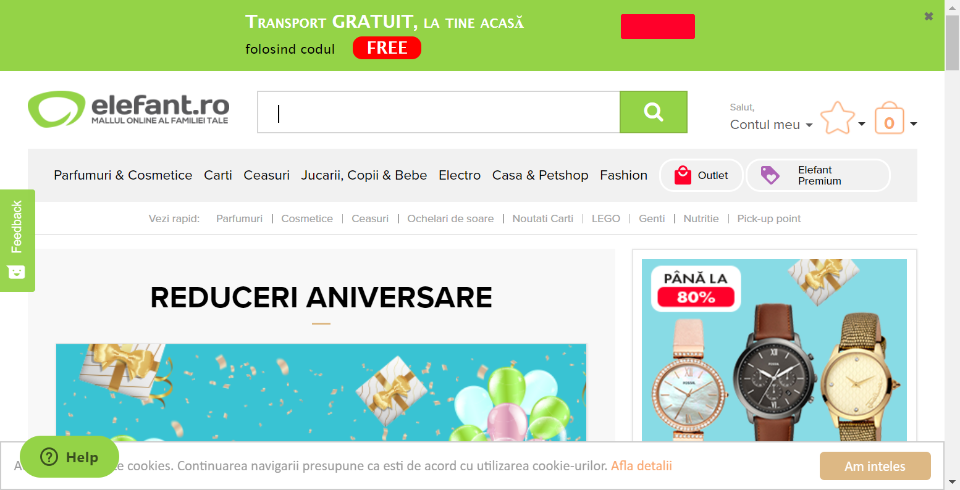 Transport GRATUIT, la tine acasă
folosind codul FREE
elefant.ro
MALLUL ONLINE AL FAMILIEI TALE
Salut,
Contul meu
0
Parfumuri & Cosmetice Carti Ceasuri Jucarii, Copii & Bebe Electro Casa & Petshop Fashion Outlet Elefant Premium
Vezi rapid: Parfumuri | Cosmetice | Ceasuri | Ochelari de soare | Noutati Carti | LEGO | Genti | Nutritie | Pick-up point
Feedback
REDUCERI ANIVERSARE
PÂNĂ LA
80%
Help
A e cookies. Continuarea navigarii presupune ca esti de acord cu utilizarea cookie-urilor. Afla detalii
Am inteles